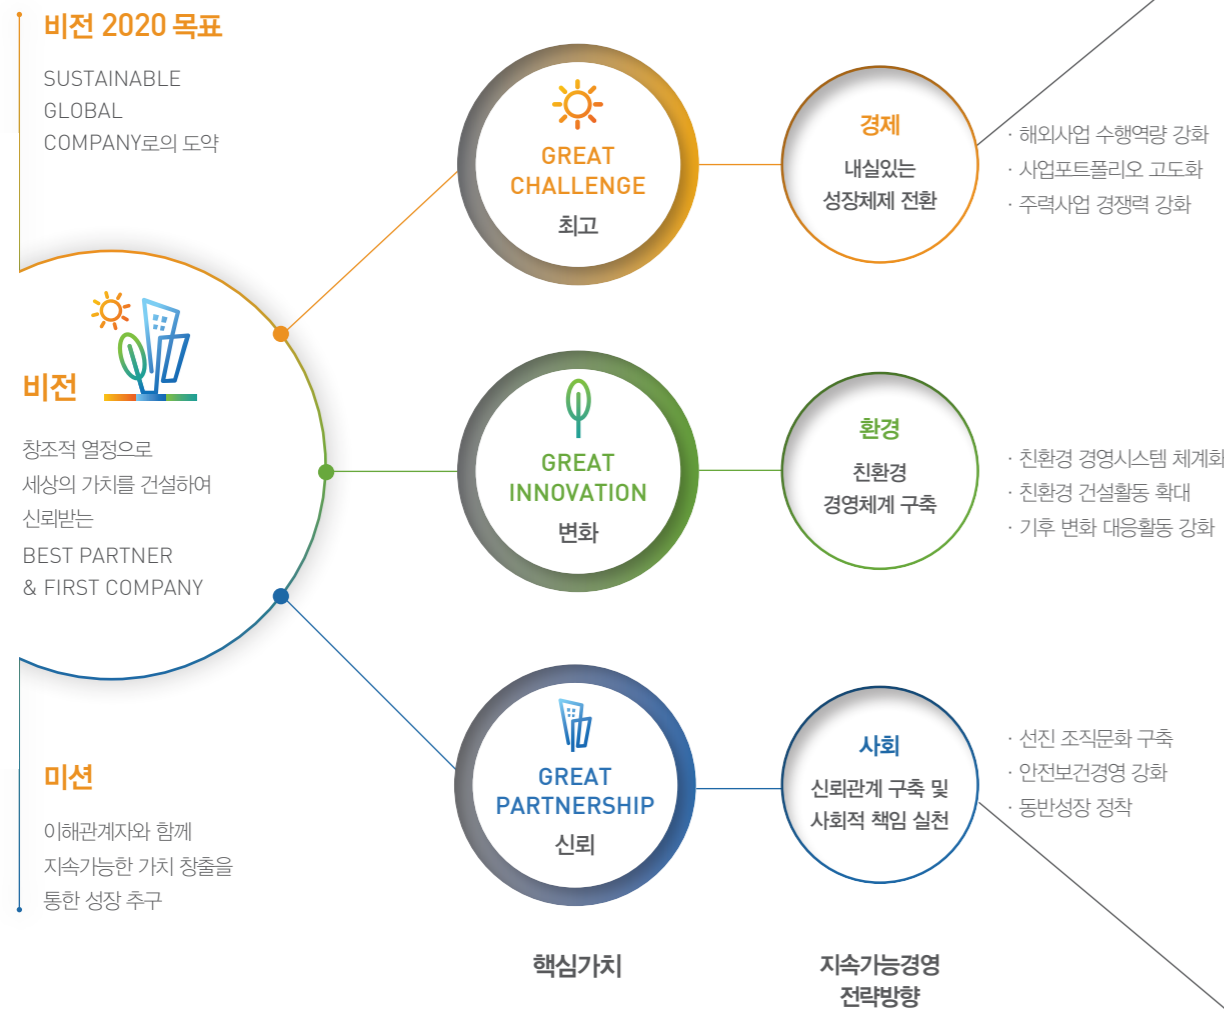 비전 2020 목표
SUSTAINABLE
GLOBAL
COMPANY로의 도약
비전
창조적 열정으로
세상의 가치를 건설하여
신뢰받는
BEST PARTNER
& FIRST COMPANY
미션
이해관계자와 함께
지속가능한 가치 창출을
통한 성장 추구
GREAT
CHALLENGE
최고
경제
내실있는
성장체제 전환
· 해외사업 수행역량 강화
· 사업포트폴리오 고도화
· 주력사업 경쟁력 강화
GREAT
INNOVATION
변화
환경
친환경
경영체계 구축
· 친환경 경영시스템 체계화
· 친환경 건설활동 확대
· 기후 변화 대응활동 강화
GREAT
PARTNERSHIP
신뢰
사회
신뢰관계 구축 및
사회적 책임 실천
· 선진 조직문화 구축
· 안전보건경영 강화
· 동반성장 정착
핵심가치
지속가능경영
전략방향